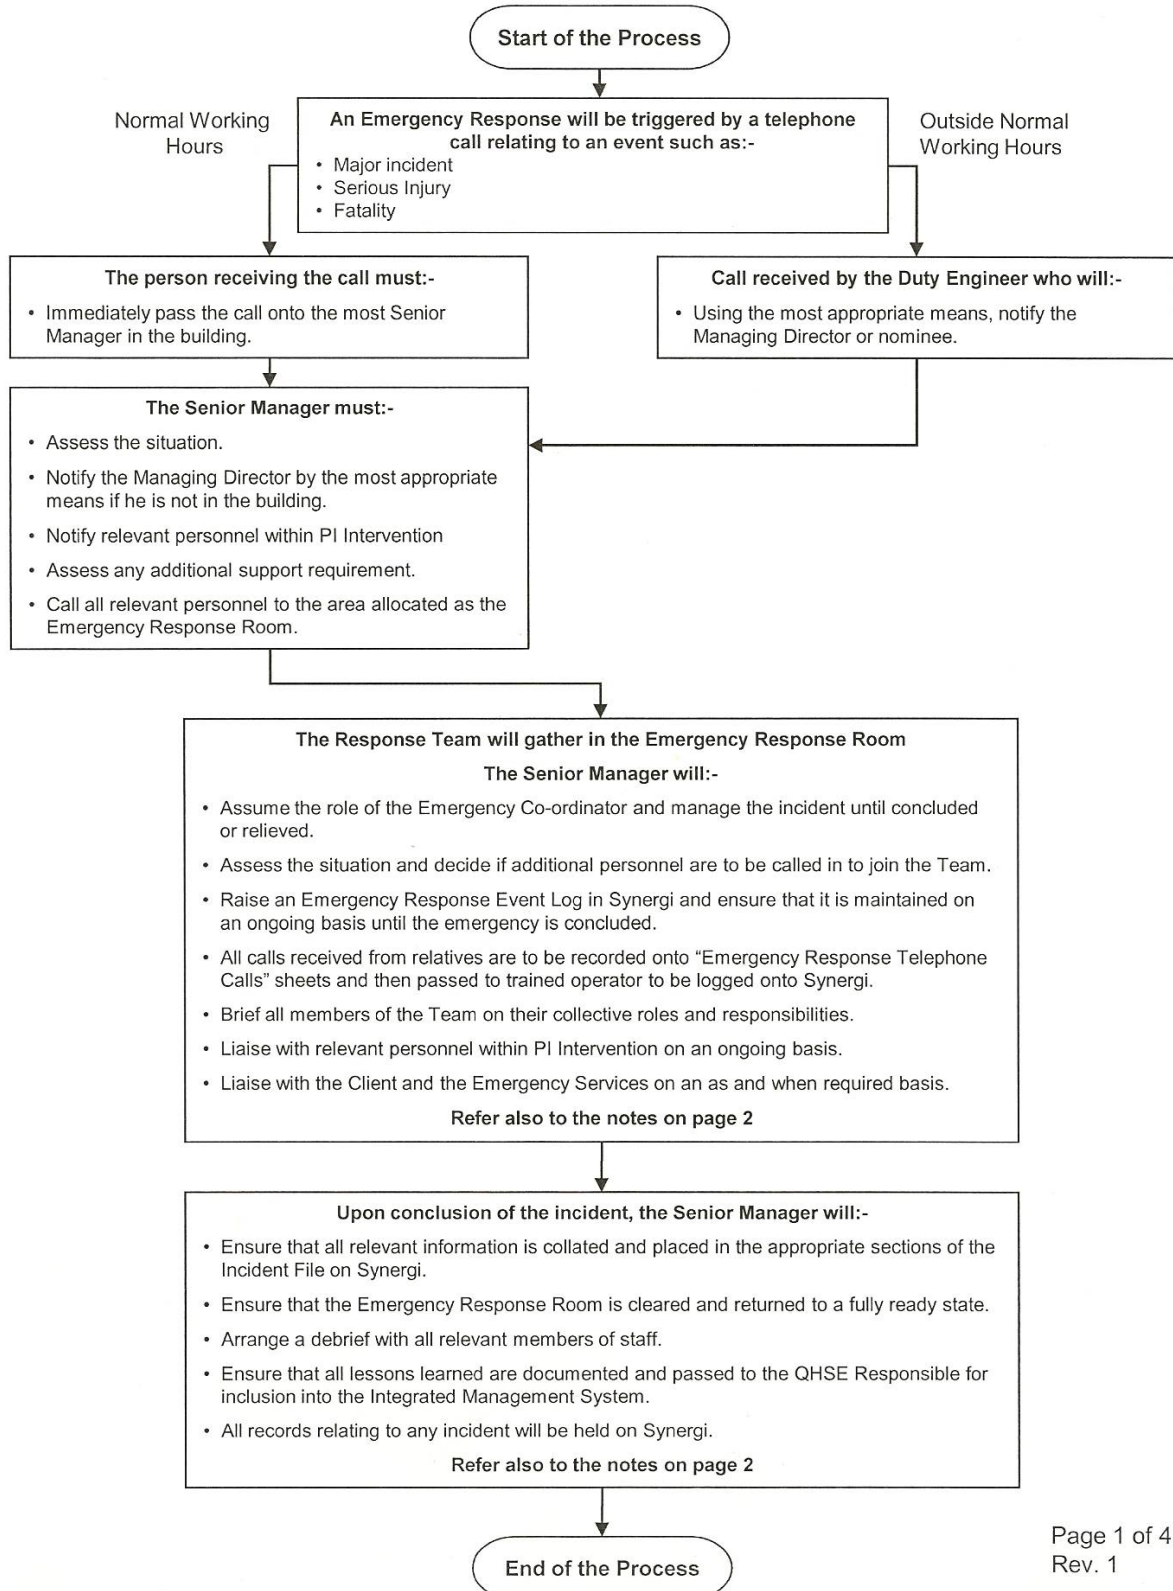 Start of the Process
Normal Working
Hours
An Emergency Response will be triggered by a telephone
call relating to an event such as:-
• Major incident
• Serious Injury
• Fatality
Outside Normal
Working Hours
The person receiving the call must:-
• Immediately pass the call onto the most Senior
Manager in the building.
Call received by the Duty Engineer who will:-
• Using the most appropriate means, notify the
Managing Director or nominee.
The Senior Manager must:-
• Assess the situation.
• Notify the Managing Director by the most appropriate
means if he is not in the building.
• Notify relevant personnel within PI Intervention
• Assess any additional support requirement.
• Call all relevant personnel to the area allocated as the
Emergency Response Room.
The Response Team will gather in the Emergency Response Room
The Senior Manager will:-
• Assume the role of the Emergency Co-ordinator and manage the incident until concluded
or relieved.
• Assess the situation and decide if additional personnel are to be called in to join the Team.
• Raise an Emergency Response Event Log in Synergi and ensure that it is maintained on
an ongoing basis until the emergency is concluded.
• All calls received from relatives are to be recorded onto “Emergency Response Telephone
Calls” sheets and then passed to trained operator to be logged onto Synergi.
• Brief all members of the Team on their collective roles and responsibilities.
• Liaise with relevant personnel within PI Intervention on an ongoing basis.
• Liaise with the Client and the Emergency Services on an as and when required basis.
Refer also to the notes on page 2
Upon conclusion of the incident, the Senior Manager will:-
• Ensure that all relevant information is collated and placed in the appropriate sections of the
Incident File on Synergi.
• Ensure that the Emergency Response Room is cleared and returned to a fully ready state.
• Arrange a debrief with all relevant members of staff.
• Ensure that all lessons learned are documented and passed to the QHSE Responsible for
inclusion into the Integrated Management System.
• All records relating to any incident will be held on Synergi.
Refer also to the notes on page 2
End of the Process
Page 1 of 4
Rev. 1